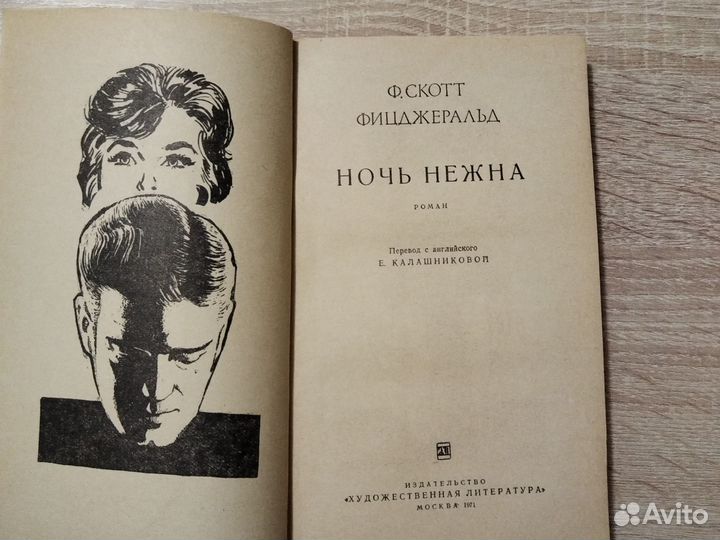 Ф. СКОТТ
ФИЦДЖЕРАЛЬД
НОЧЬ НЕЖНА
РОМАН
Перевод с английского
Е. КАЛАШНИКОВОЙ
ИЗДАТЕЛЬСТВО
«ХУДОЖЕСТВЕННАЯ ЛИТЕРАТУРА»
МОСКВА 1971
Avito